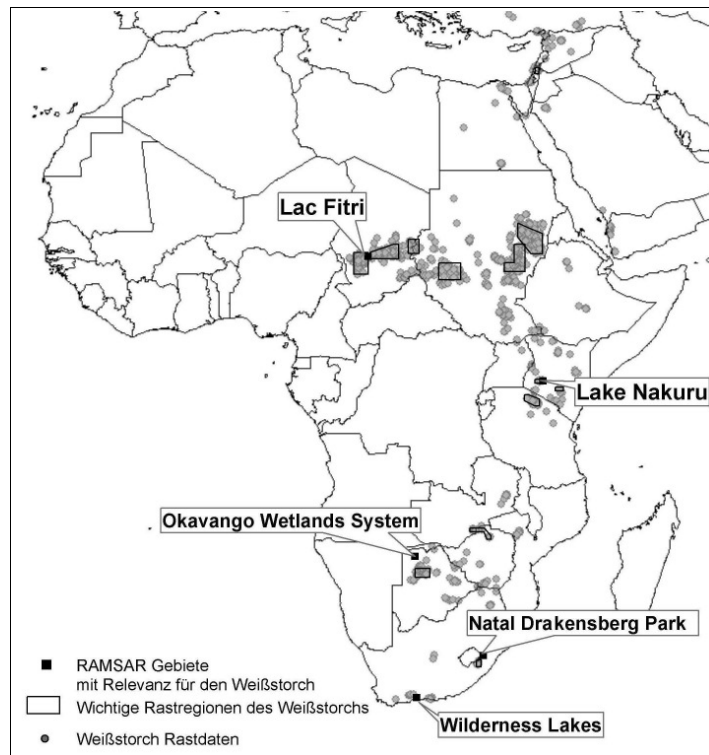 Lac Fitri
Lake Nakuru
Okavango Wetlands System
Natal Drakensberg Park
RAMSAR Gebiete
mit Relevanz für den Weißstorch
Wichtige Rastregionen des Weißstorchs
Weißstorch Rastdaten
Wilderness Lakes